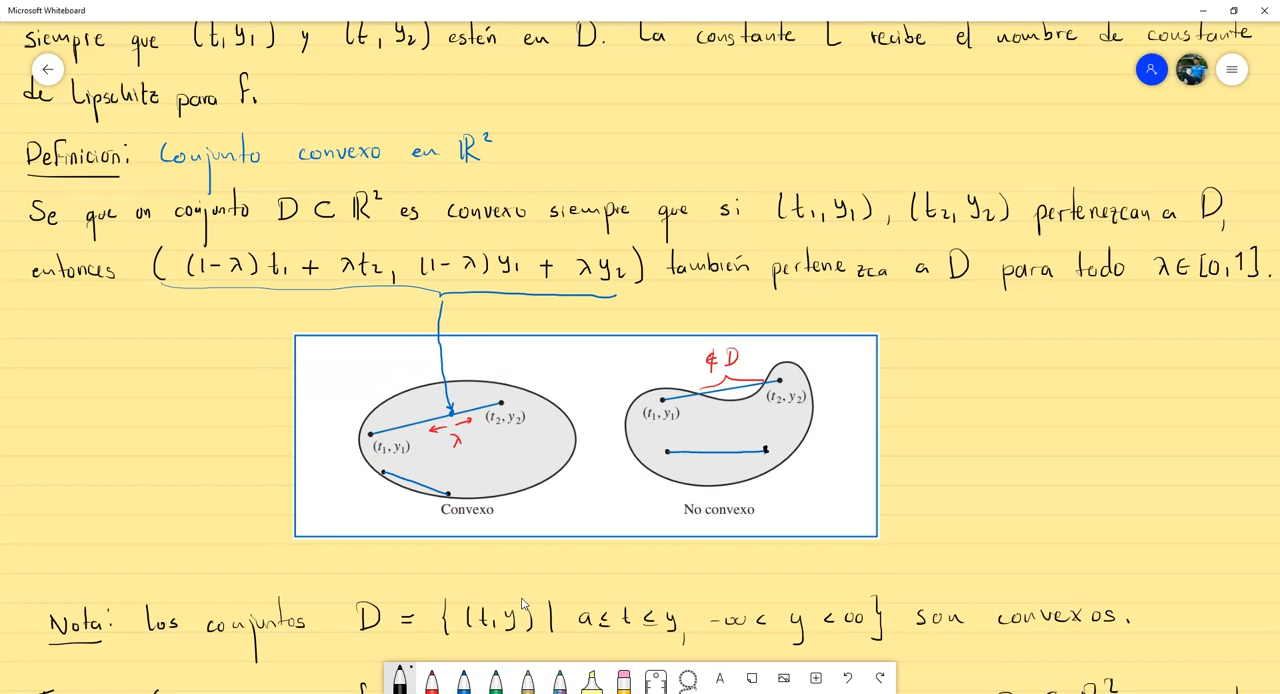 Microsoft Whiteboard
siempre que (t, y₁) y (t, y₂) estén en D. La constante L recibe el nombre de constante
de Lipschitz para f.
Definición: Conjunto convexo en ℝ²
Se que un conjunto D ⊂ ℝ² es convexo siempre que si (t₁, y₁), (t₂, y₂) pertenezcan a D,
entonces ((1-λ)t₁ + λt₂, (1-λ)y₁ + λy₂) también pertenezca a D para todo λ ∈ [0,1].
∉ D
(t₁, y₁)
(t₂, y₂)
λ
Convexo
(t₁, y₁)
(t₂, y₂)
No convexo
Nota: los conjuntos D = {(t,y) | a ≤ t ≤ y, -∞ < y < ∞} son convexos.